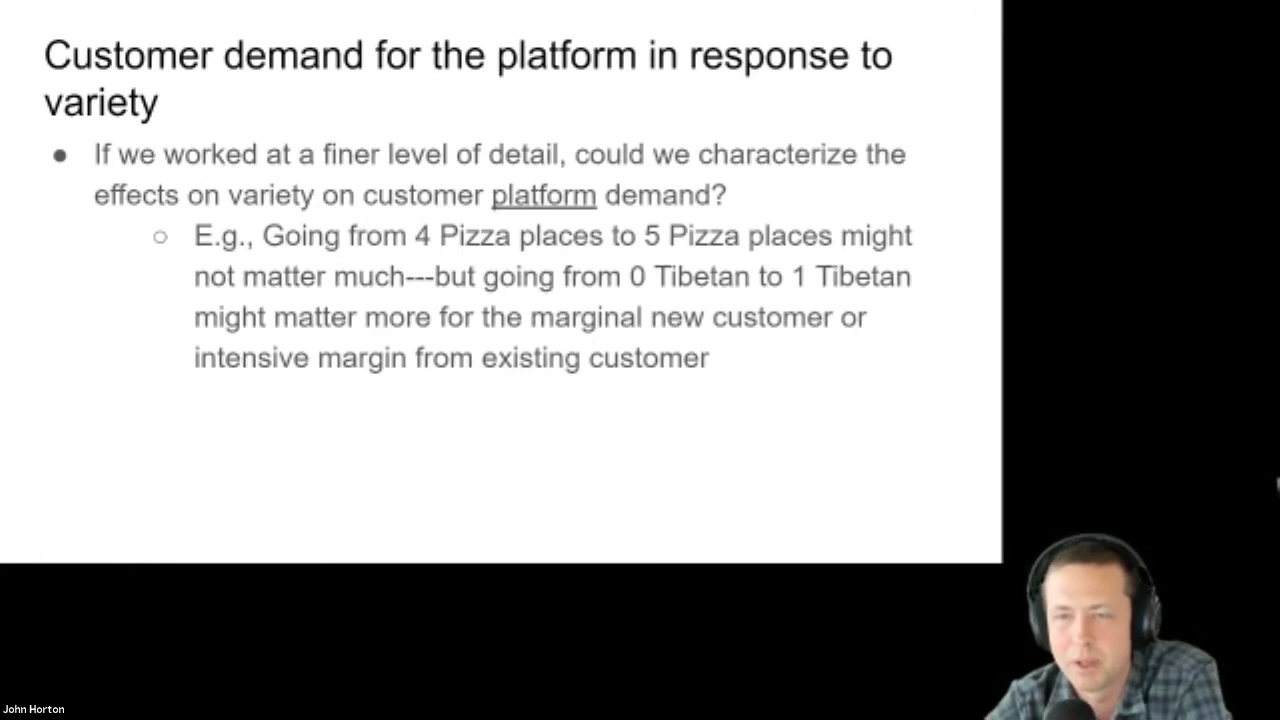 Customer demand for the platform in response to
variety
● If we worked at a finer level of detail, could we characterize the
effects on variety on customer platform demand?
○ E.g., Going from 4 Pizza places to 5 Pizza places might
not matter much---but going from 0 Tibetan to 1 Tibetan
might matter more for the marginal new customer or
intensive margin from existing customer
John Horton